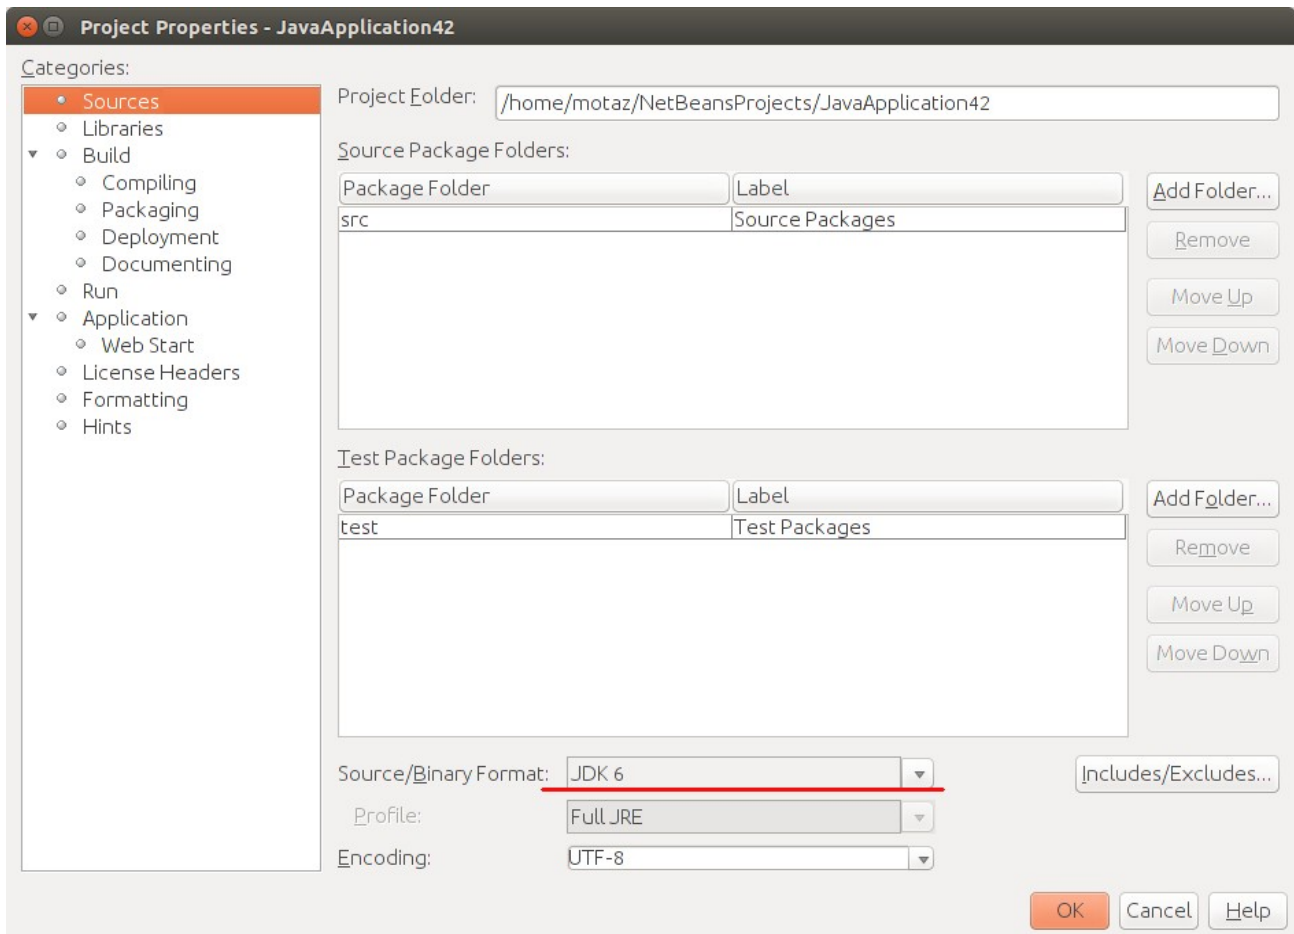 Project Properties - JavaApplication42
Categories:
Sources
Libraries
Build
Compiling
Packaging
Deployment
Documenting
Run
Application
Web Start
License Headers
Formatting
Hints
Project Folder: /home/motaz/NetBeansProjects/JavaApplication42
Source Package Folders:
Package Folder Label
src Source Packages
Add Folder...
Remove
Move Up
Move Down
Test Package Folders:
Package Folder Label
test Test Packages
Add Folder...
Remove
Move Up
Move Down
Source/Binary Format: JDK 6 Includes/Excludes...
Profile: Full JRE
Encoding: UTF-8
OK Cancel Help